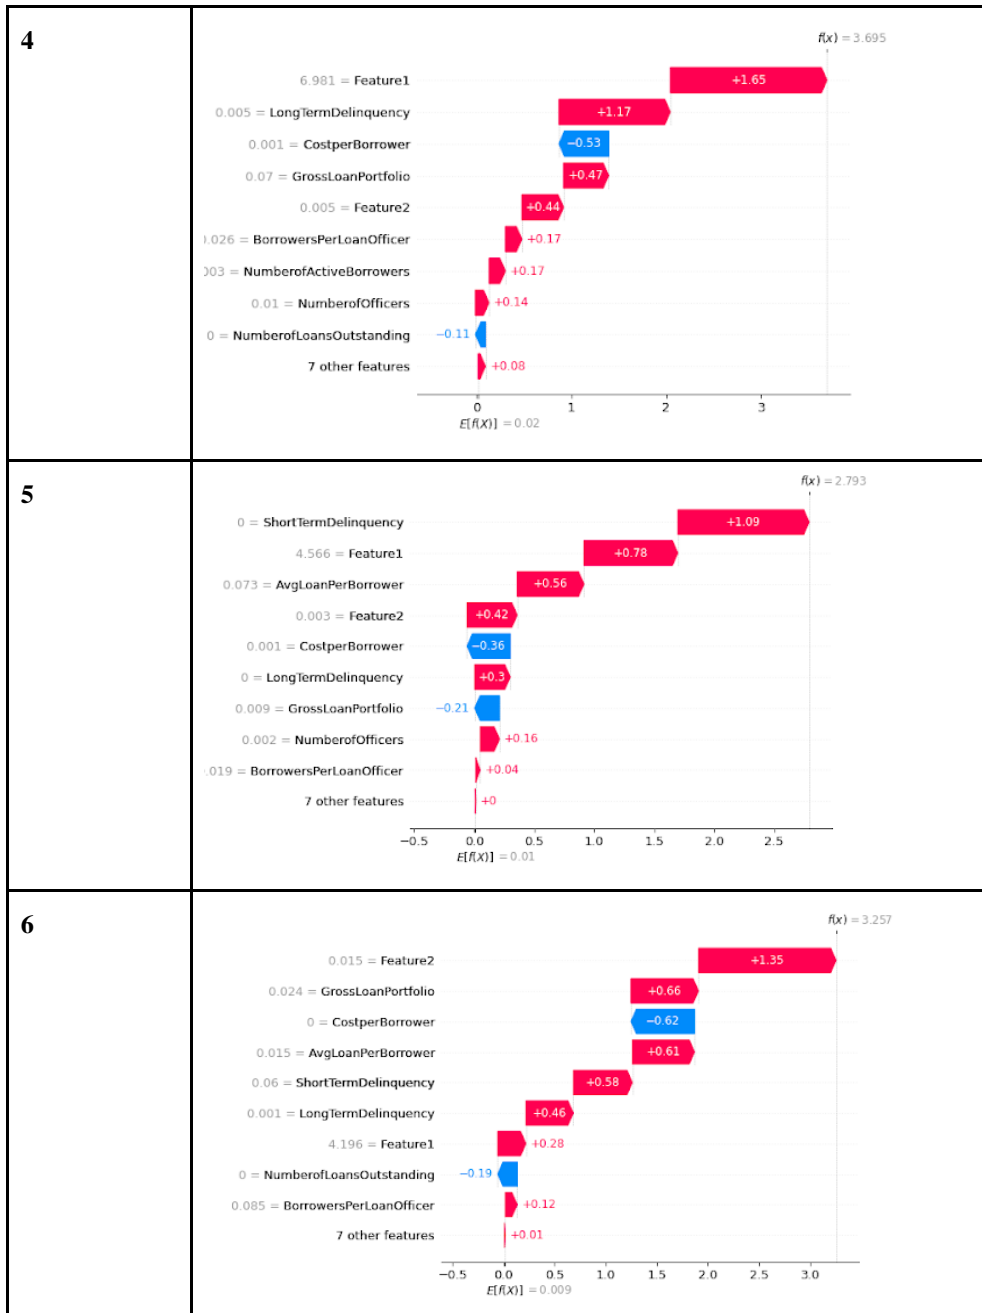 4
f(x) = 3.695
6.981 = Feature1
+1.65
0.005 = LongTermDelinquency
+1.17
0.001 = CostperBorrower
−0.53
0.07 = GrossLoanPortfolio
+0.47
0.005 = Feature2
+0.44
.026 = BorrowersPerLoanOfficer
+0.17
003 = NumberofActiveBorrowers
+0.17
0.01 = NumberofOfficers
+0.14
0 = NumberofLoansOutstanding
−0.11
7 other features
+0.08
0 1 2 3
E[f(X)] = 0.02
5
f(x) = 2.793
0 = ShortTermDelinquency
+1.09
4.566 = Feature1
+0.78
0.073 = AvgLoanPerBorrower
+0.56
0.003 = Feature2
+0.42
0.001 = CostperBorrower
−0.36
0 = LongTermDelinquency
+0.3
0.009 = GrossLoanPortfolio
−0.21
0.002 = NumberofOfficers
+0.16
.019 = BorrowersPerLoanOfficer
+0.04
7 other features
+0
−0.5 0.0 0.5 1.0 1.5 2.0 2.5
E[f(X)] = 0.01
6
f(x) = 3.257
0.015 = Feature2
+1.35
0.024 = GrossLoanPortfolio
+0.66
0 = CostperBorrower
−0.62
0.015 = AvgLoanPerBorrower
+0.61
0.06 = ShortTermDelinquency
+0.58
0.001 = LongTermDelinquency
+0.46
4.196 = Feature1
+0.28
0 = NumberofLoansOutstanding
−0.19
0.085 = BorrowersPerLoanOfficer
+0.12
7 other features
+0.01
−0.5 0.0 0.5 1.0 1.5 2.0 2.5 3.0
E[f(X)] = 0.009